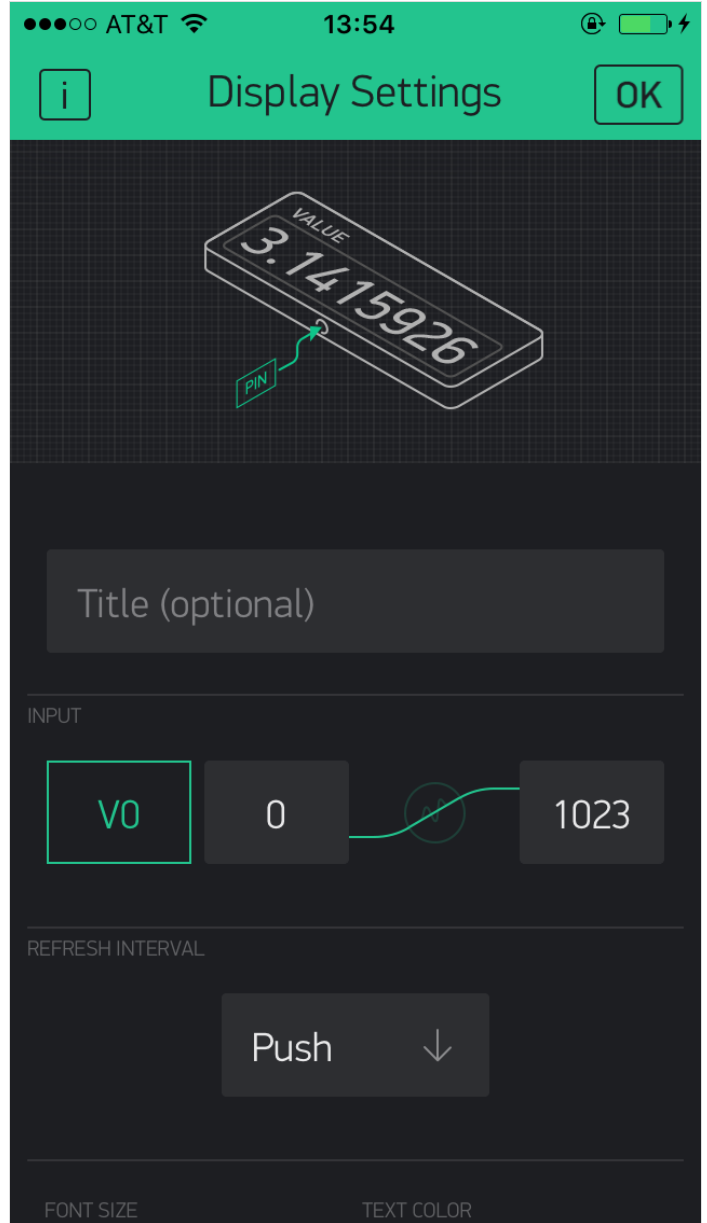 AT&T 13:54
i Display Settings OK
VALUE
3.1415926
PIN
Title (optional)
INPUT
V0 0 1023
REFRESH INTERVAL
Push
FONT SIZE TEXT COLOR